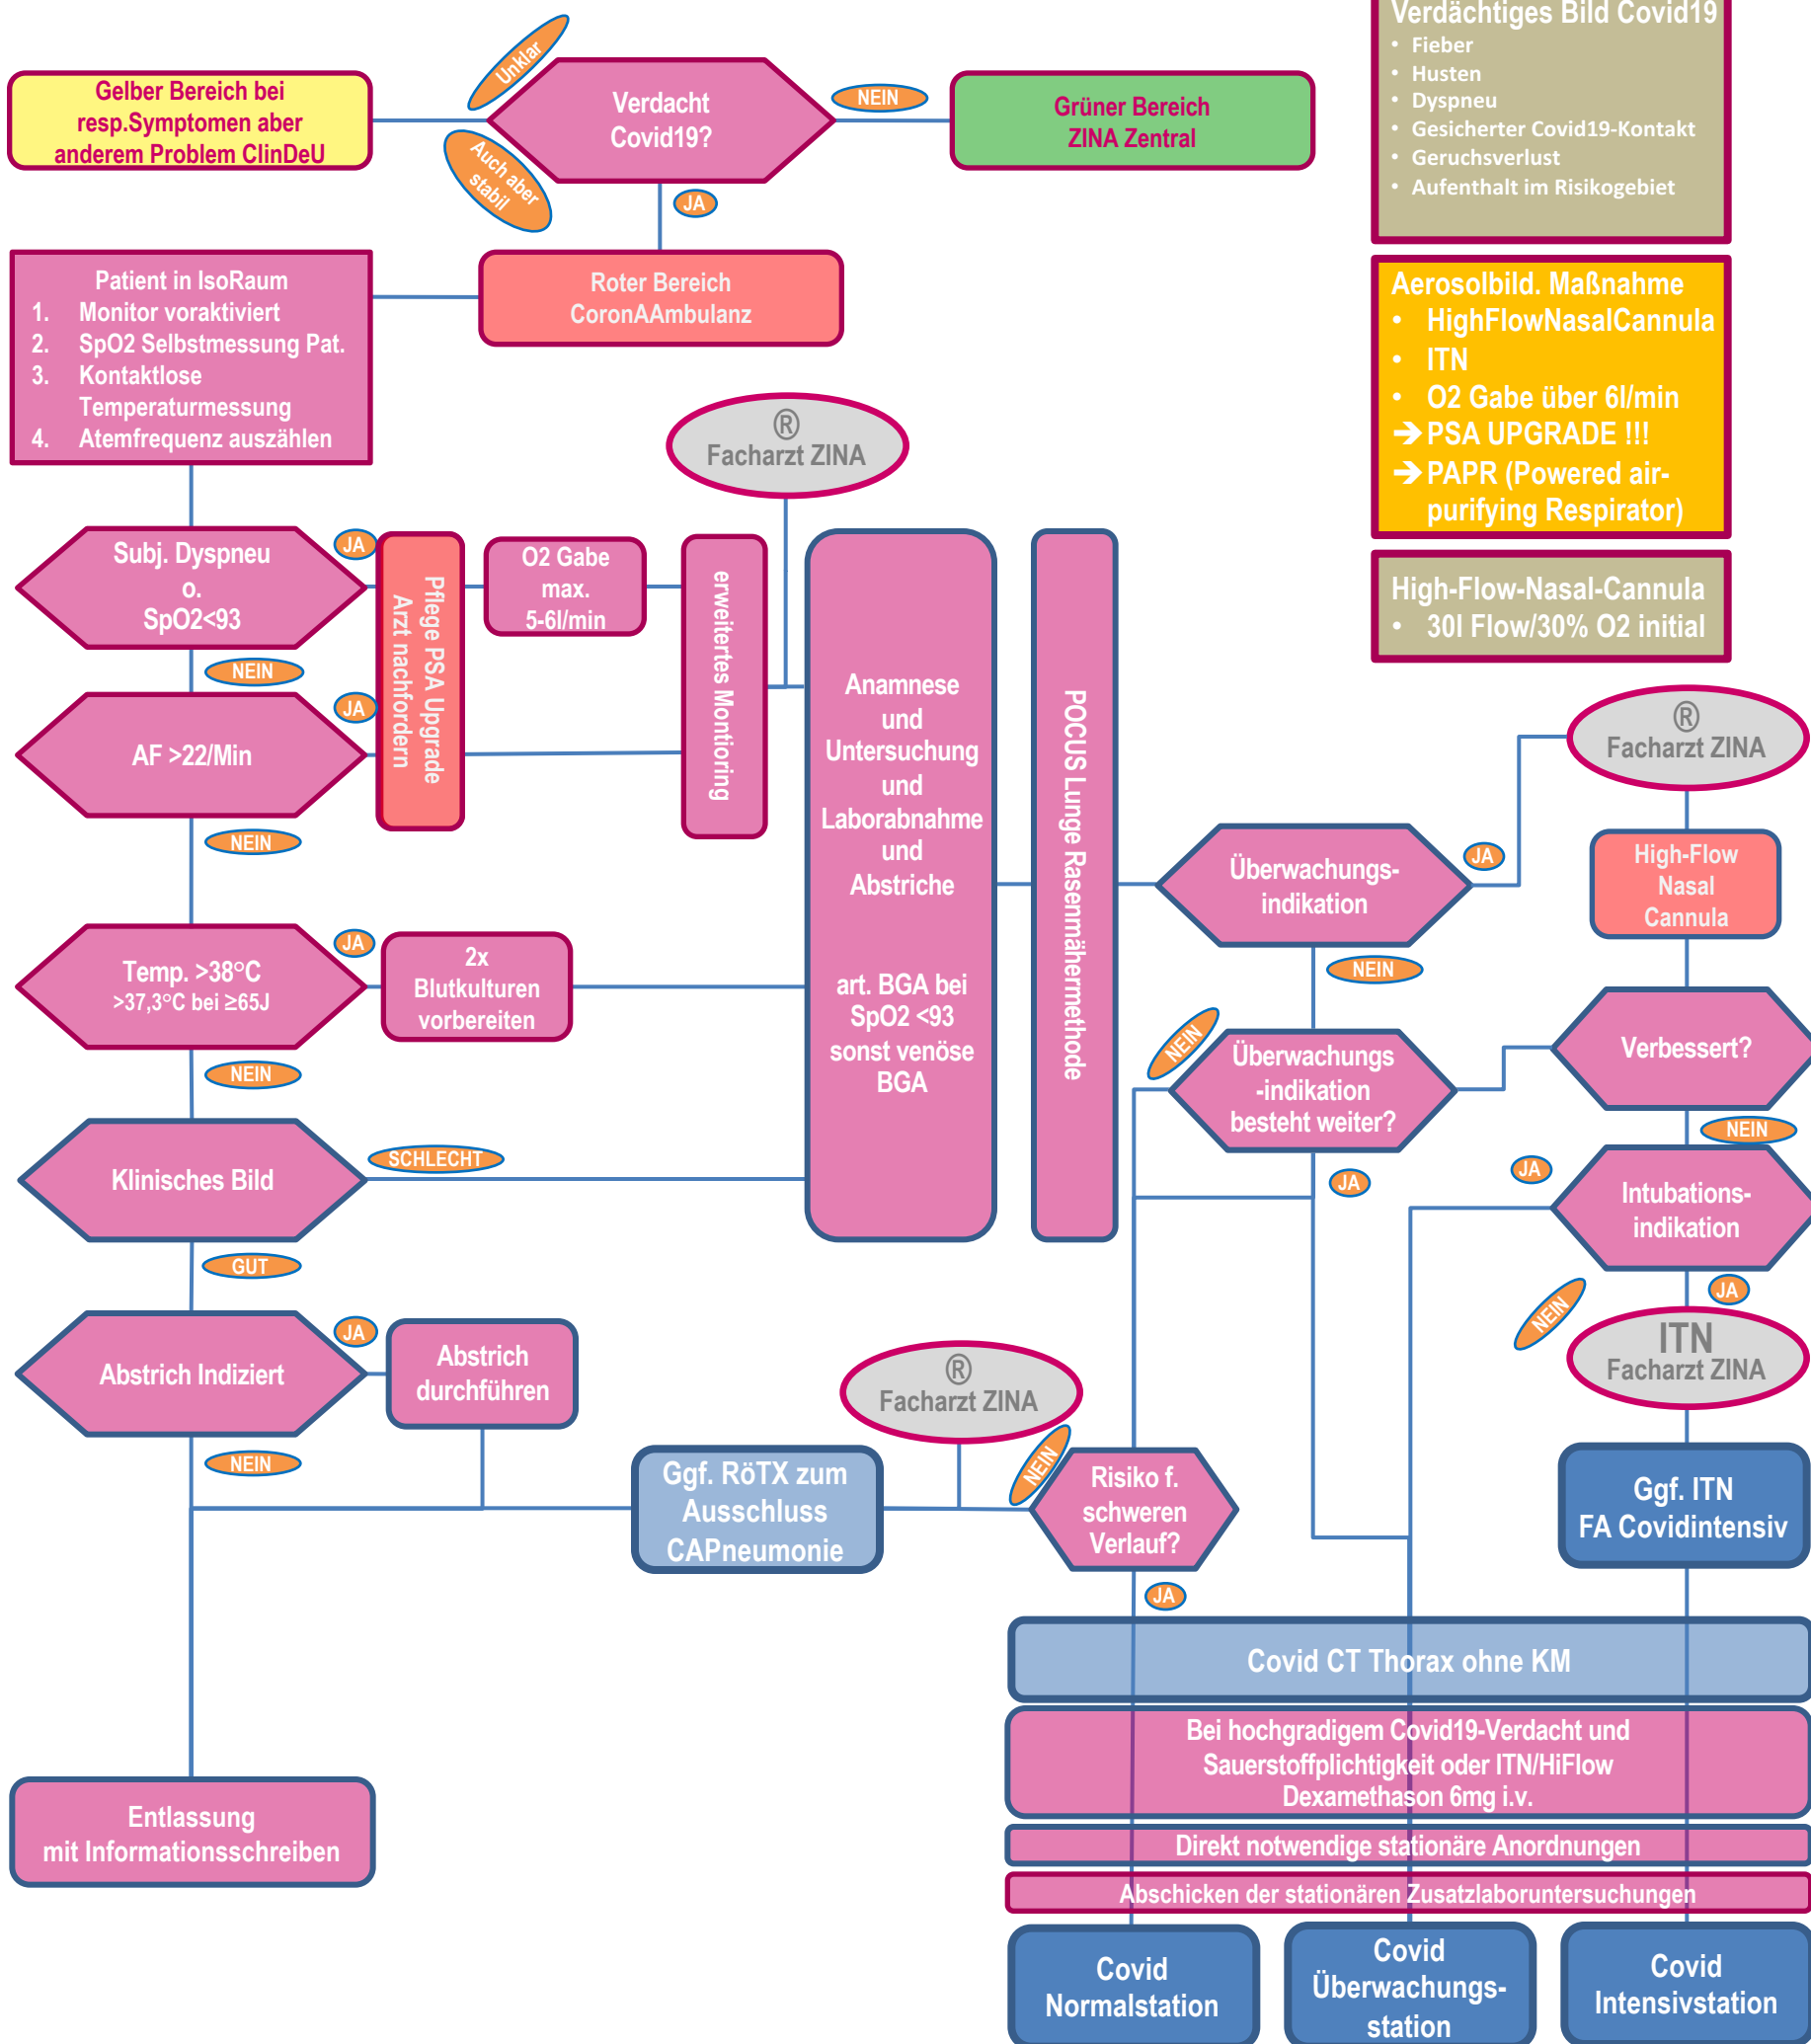 Verdächtiges Bild Covid19
• Fieber
• Husten
• Dyspneu
• Gesicherter Covid19-Kontakt
• Geruchsverlust
• Aufenthalt im Risikogebiet
Unklar
Gelber Bereich bei
resp.Symptomen aber
anderem Problem ClinDeU
Verdacht
Covid19?
NEIN
Grüner Bereich
ZINA Zentral
Auch aber
stabil
JA
Roter Bereich
CoronAAmbulanz
Patient in IsoRaum
1. Monitor voraktiviert
2. SpO2 Selbstmessung Pat.
3. Kontaktlose
Temperaturmessung
4. Atemfrequenz auszählen
Aerosolbild. Maßnahme
• HighFlowNasalCannula
• ITN
• O2 Gabe über 6l/min
➔ PSA UPGRADE !!!
➔ PAPR (Powered air-
purifying Respirator)
High-Flow-Nasal-Cannula
• 30l Flow/30% O2 initial
®
Facharzt ZINA
Subj. Dyspneu
o.
SpO2<93
JA
NEIN
Pflege PSA Upgrade
Arzt nachfordern
O2 Gabe
max.
5-6l/min
erweitertes Montioring
AF >22/Min
JA
NEIN
Temp. >38°C
>37,3°C bei ≥65J
JA
2x
Blutkulturen
vorbereiten
NEIN
Klinisches Bild
SCHLECHT
GUT
Anamnese
und
Untersuchung
und
Laborabnahme
und
Abstriche
art. BGA bei
SpO2 <93
sonst venöse
BGA
POCUS Lunge Rasenmähermethode
Überwachungs-
indikation
JA
NEIN
®
Facharzt ZINA
High-Flow
Nasal
Cannula
Verbessert?
NEIN
Überwachungs
-indikation
besteht weiter?
NEIN
JA
Intubations-
indikation
JA
NEIN
JA
ITN
Facharzt ZINA
Ggf. ITN
FA Covidintensiv
Abstrich Indiziert
JA
Abstrich
durchführen
NEIN
Ggf. RöTX zum
Ausschluss
CAPneumonie
®
Facharzt ZINA
NEIN
Risiko f.
schweren
Verlauf?
JA
Entlassung
mit Informationsschreiben
Covid CT Thorax ohne KM
Bei hochgradigem Covid19-Verdacht und
Sauerstoffplichtigkeit oder ITN/HiFlow
Dexamethason 6mg i.v.
Direkt notwendige stationäre Anordnungen
Abschicken der stationären Zusatzlaboruntersuchungen
Covid
Normalstation
Covid
Überwachungs-
station
Covid
Intensivstation